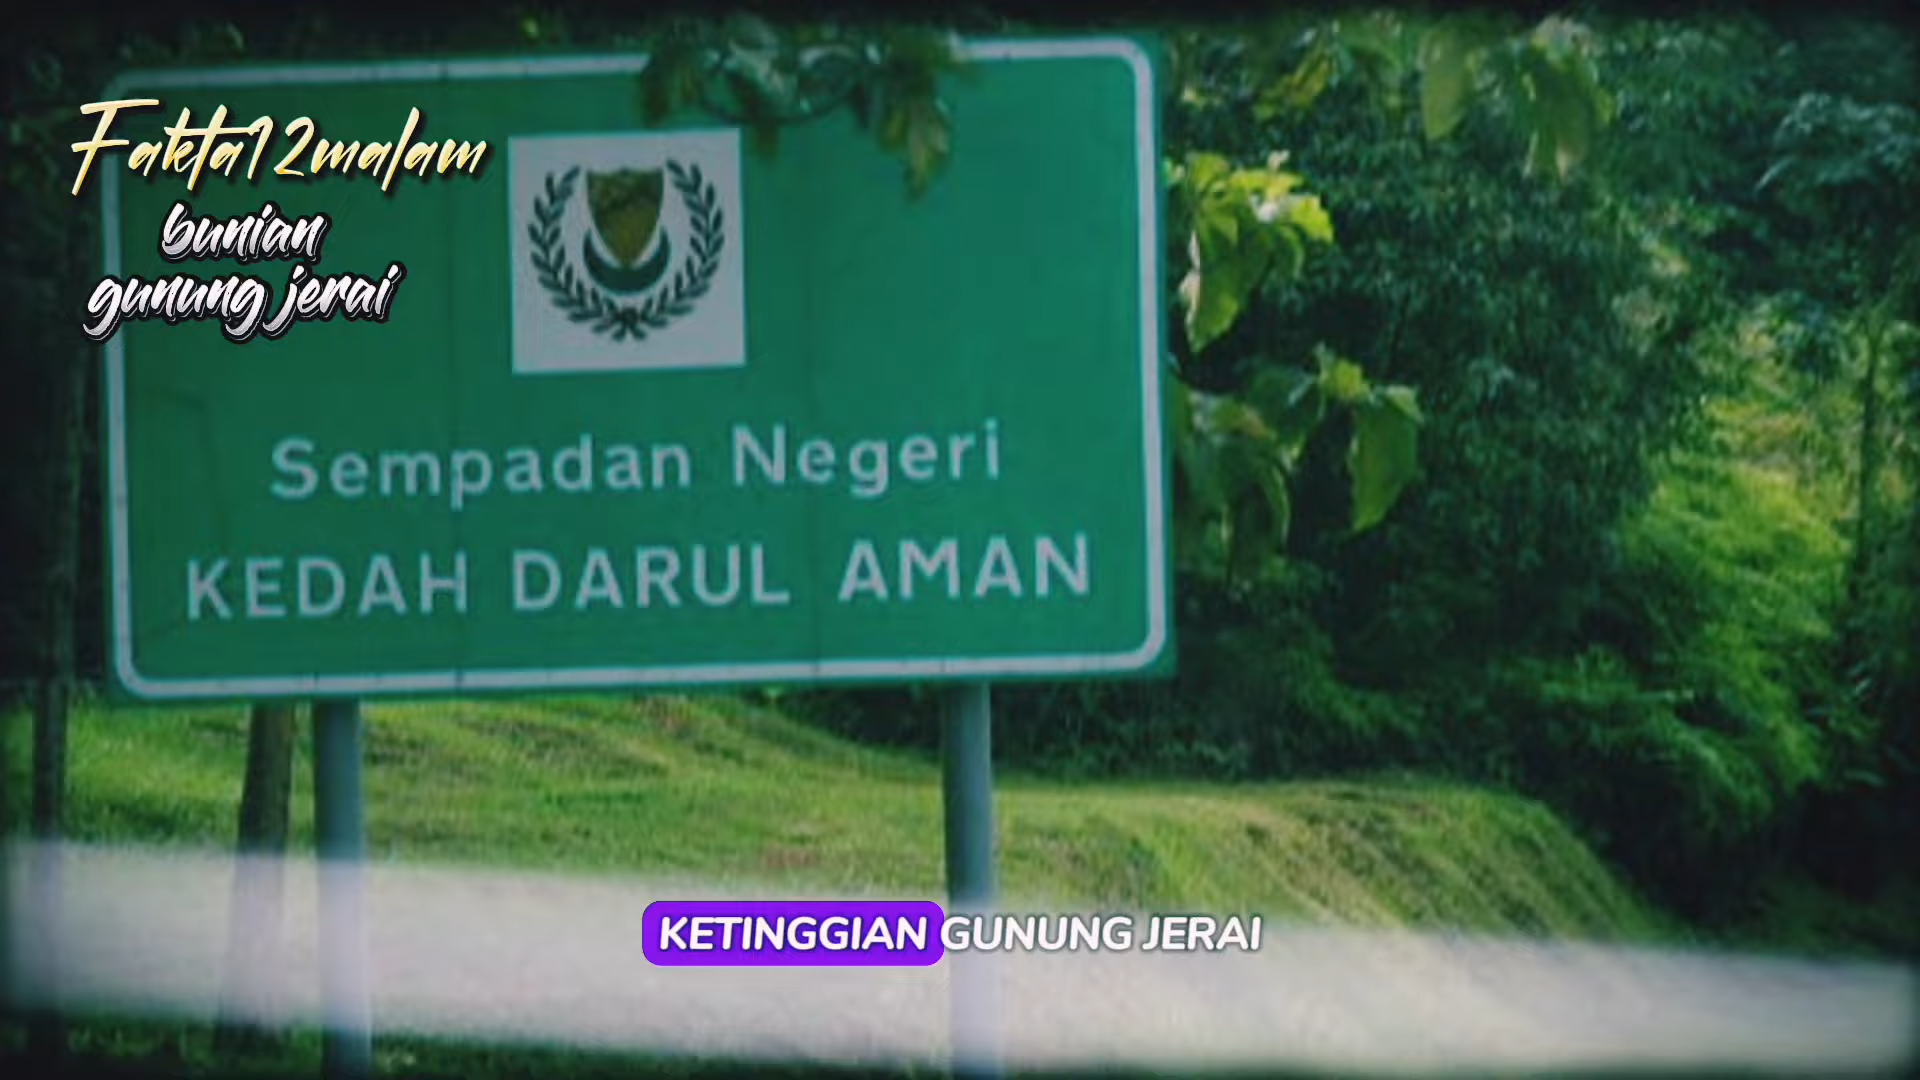 Fakta12malam
bunian
gunung jerai
Sempadan Negeri
KEDAH DARUL AMAN
KETINGGIAN GUNUNG JERAI